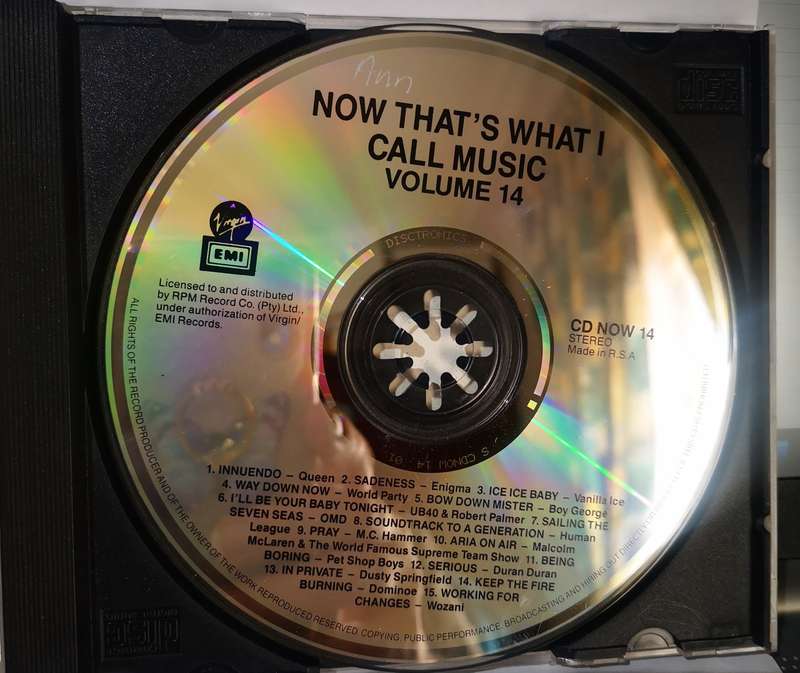 Ann
NOW THAT'S WHAT I
CALL MUSIC
VOLUME 14
Virgin
EMI
Licensed to and distributed
by RPM Record Co. (Pty) Ltd.,
under authorization of Virgin/
EMI Records.
DISCTRONICS
CD NOW 14
STEREO
Made in R.S.A
S CDNOW 14
1. INNUENDO – Queen 2. SADENESS – Enigma 3. ICE ICE BABY – Vanilla Ice
4. WAY DOWN NOW – World Party 5. BOW DOWN MISTER – Boy George
6. I'LL BE YOUR BABY TONIGHT – UB40 & Robert Palmer 7. SAILING THE
SEVEN SEAS – OMD 8. SOUNDTRACK TO A GENERATION – Human
League 9. PRAY – M.C. Hammer 10. ARIA ON AIR – Malcolm
McLaren & The World Famous Supreme Team Show 11. BEING
BORING – Pet Shop Boys 12. SERIOUS – Duran Duran
13. IN PRIVATE – Dusty Springfield 14. KEEP THE FIRE
BURNING – Dominoe 15. WORKING FOR
CHANGES – Wozani
ALL RIGHTS OF THE RECORD PRODUCER AND OF THE OWNER OF THE WORK REPRODUCED RESERVED. COPYING, PUBLIC PERFORMANCE, BROADCASTING AND HIRING OUT DIRECTLY
disc
disc